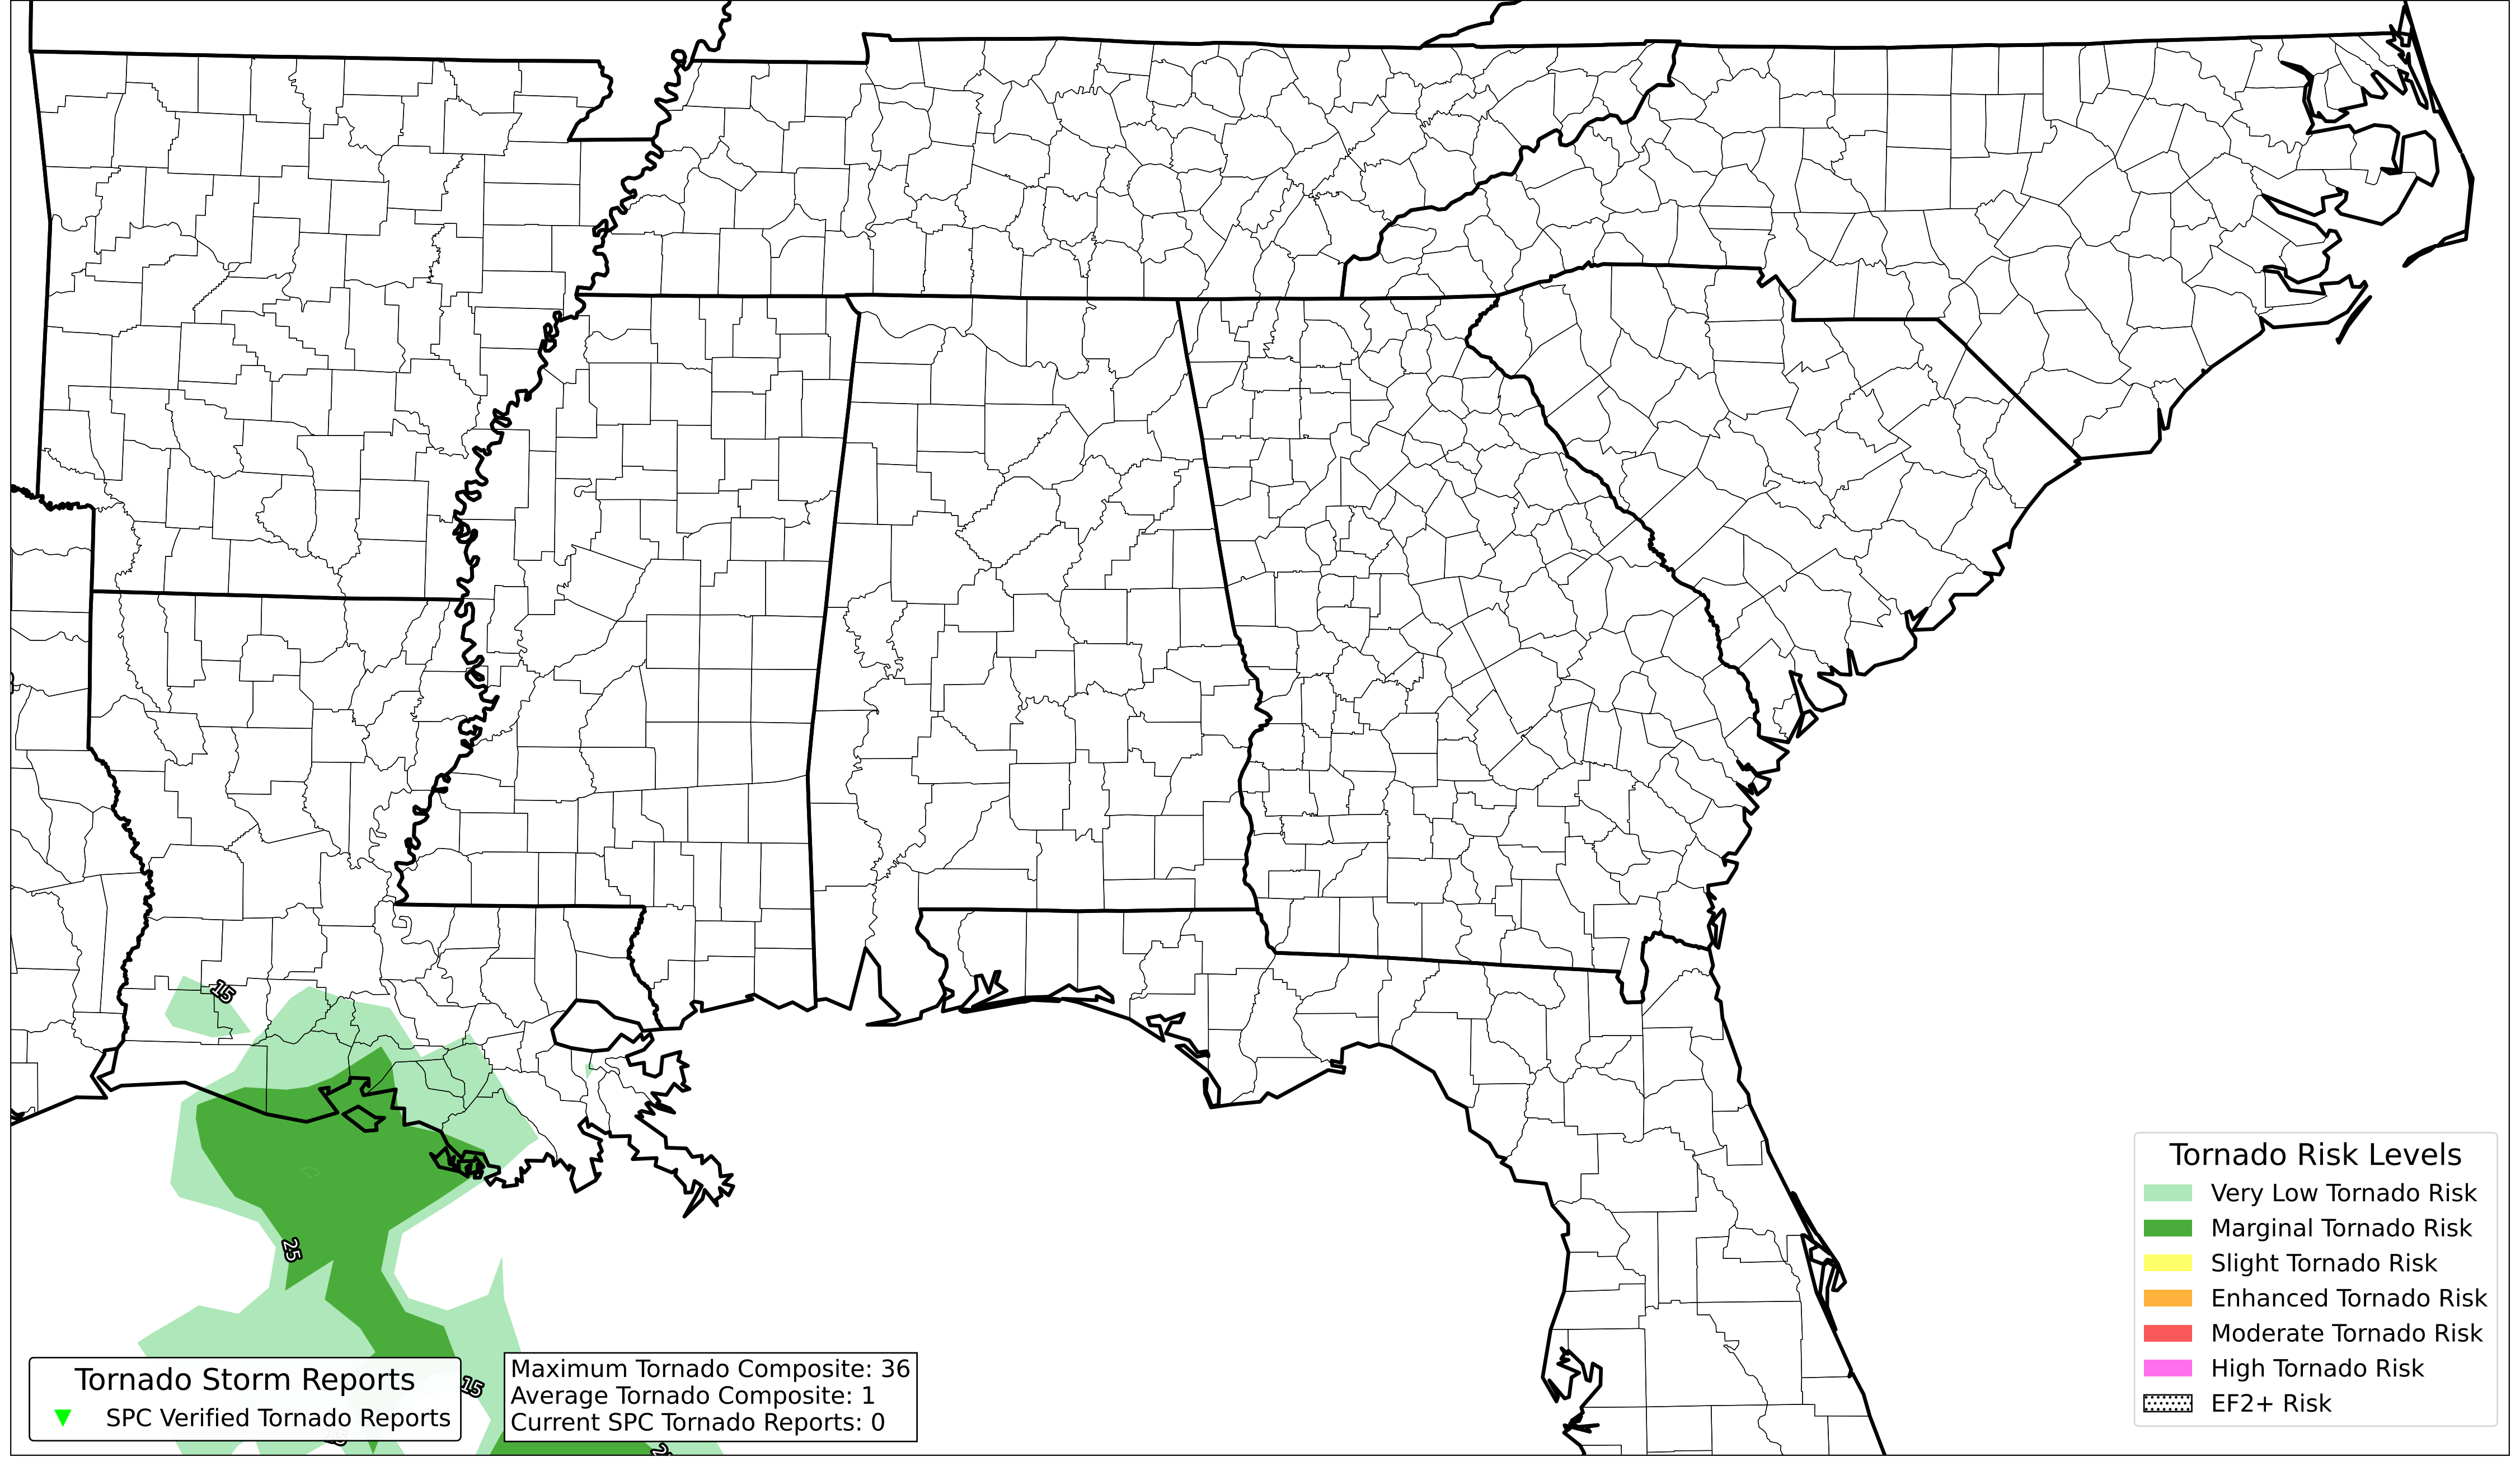 15
25
15
Tornado Storm Reports
SPC Verified Tornado Reports
Maximum Tornado Composite: 36
Average Tornado Composite: 1
Current SPC Tornado Reports: 0
Tornado Risk Levels
Very Low Tornado Risk
Marginal Tornado Risk
Slight Tornado Risk
Enhanced Tornado Risk
Moderate Tornado Risk
High Tornado Risk
EF2+ Risk